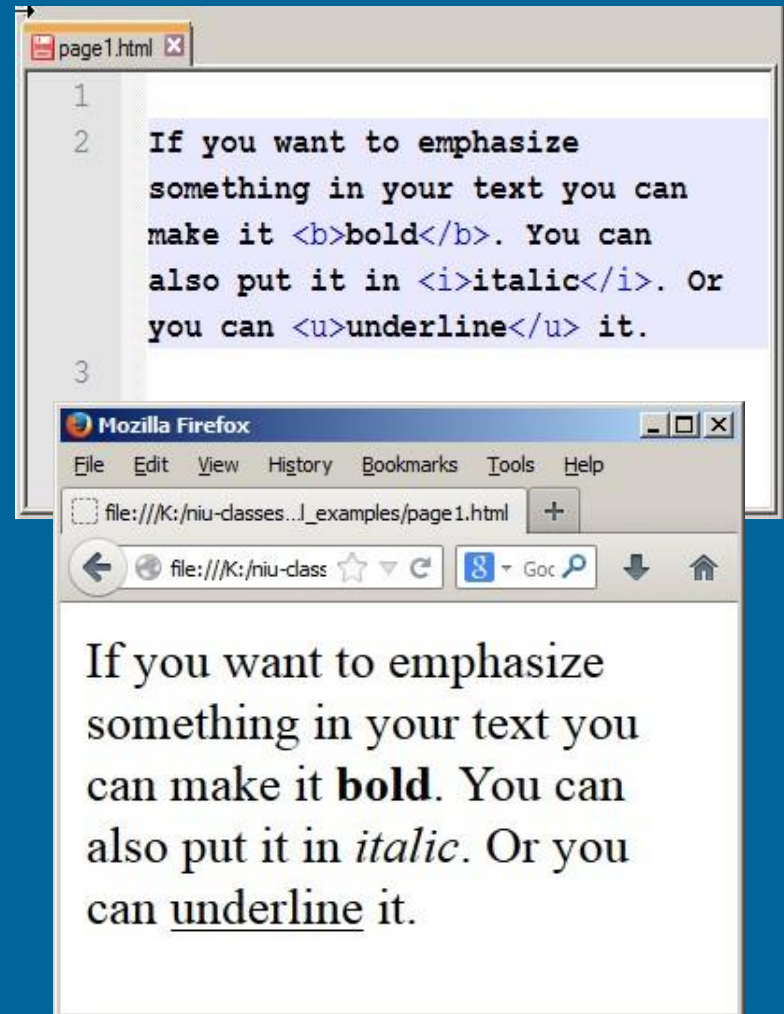 page1.html
1
2 If you want to emphasize
something in your text you can
make it <b>bold</b>. You can
also put it in <i>italic</i>. Or
you can <u>underline</u> it.
3
Mozilla Firefox
File Edit View History Bookmarks Tools Help
file:///K:/niu-classes...l_examples/page1.html +
file:///K:/niu-class 8 Goc
If you want to emphasize
something in your text you
can make it bold. You can
also put it in italic. Or you
can underline it.